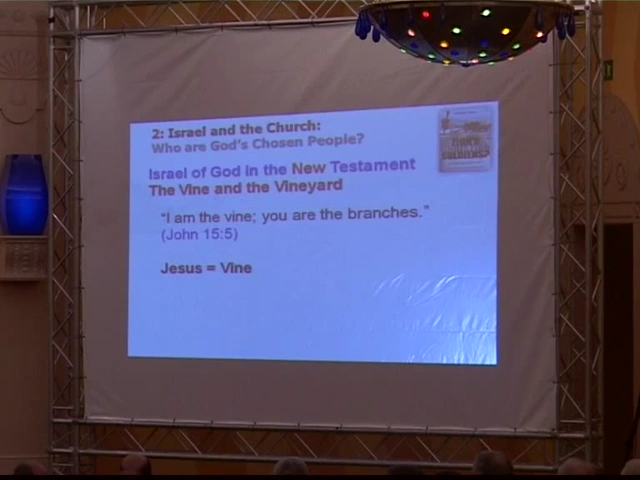 2: Israel and the Church:
Who are God's Chosen People?
Israel of God in the New Testament
The Vine and the Vineyard
"I am the vine; you are the branches."
(John 15:5)
Jesus = Vine
SOLDIERS?